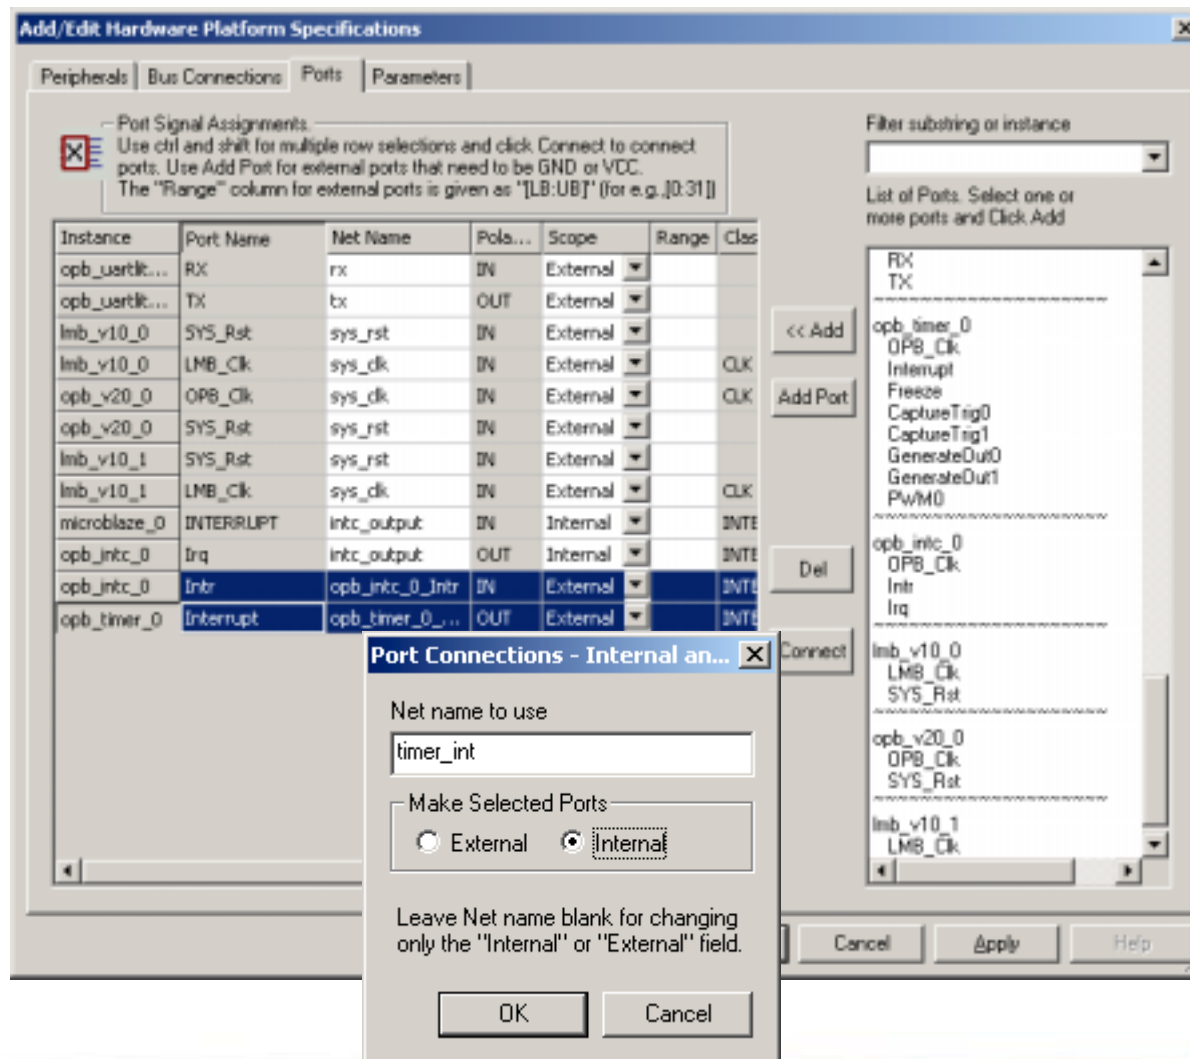 Add/Edit Hardware Platform Specifications
Peripherals Bus Connections Ports Parameters
Port Signal Assignments.
Use ctrl and shift for multiple row selections and click Connect to connect
ports. Use Add Port for external ports that need to be GND or VCC.
The "Range" column for external ports is given as "[LB:UB]" (for e.g.,[0:31])
Instance Port Name Net Name Pola... Scope Range Clas
opb_uartlit... RX rx IN External
opb_uartlit... TX tx OUT External
lmb_v10_0 SYS_Rst sys_rst IN External
lmb_v10_0 LMB_Clk sys_clk IN External CLK
opb_v20_0 OPB_Clk sys_clk IN External CLK
opb_v20_0 SYS_Rst sys_rst IN External
lmb_v10_1 SYS_Rst sys_rst IN External
lmb_v10_1 LMB_Clk sys_clk IN External CLK
microblaze_0 INTERRUPT intc_output IN Internal INTE
opb_intc_0 Irq intc_output OUT Internal INTE
opb_intc_0 Intr opb_intc_0_Intr IN External INTE
opb_timer_0 Interrupt opb_timer_0_... OUT External INTE
<< Add
Add Port
Del
Connect
Filter substring or instance
List of Ports. Select one or
more ports and Click Add
RX
TX
~~~~~~~~~~~~~~~~~~~~
opb_timer_0
OPB_Clk
Interrupt
Freeze
CaptureTrig0
CaptureTrig1
GenerateOut0
GenerateOut1
PWM0
~~~~~~~~~~~~~~~~~~~~
opb_intc_0
OPB_Clk
Intr
Irq
~~~~~~~~~~~~~~~~~~~~
lmb_v10_0
LMB_Clk
SYS_Rst
~~~~~~~~~~~~~~~~~~~~
opb_v20_0
OPB_Clk
SYS_Rst
~~~~~~~~~~~~~~~~~~~~
lmb_v10_1
LMB_Clk
Port Connections - Internal an...
Net name to use
timer_int
Make Selected Ports
External Internal
Leave Net name blank for changing
only the "Internal" or "External" field.
OK Cancel
Cancel Apply Help